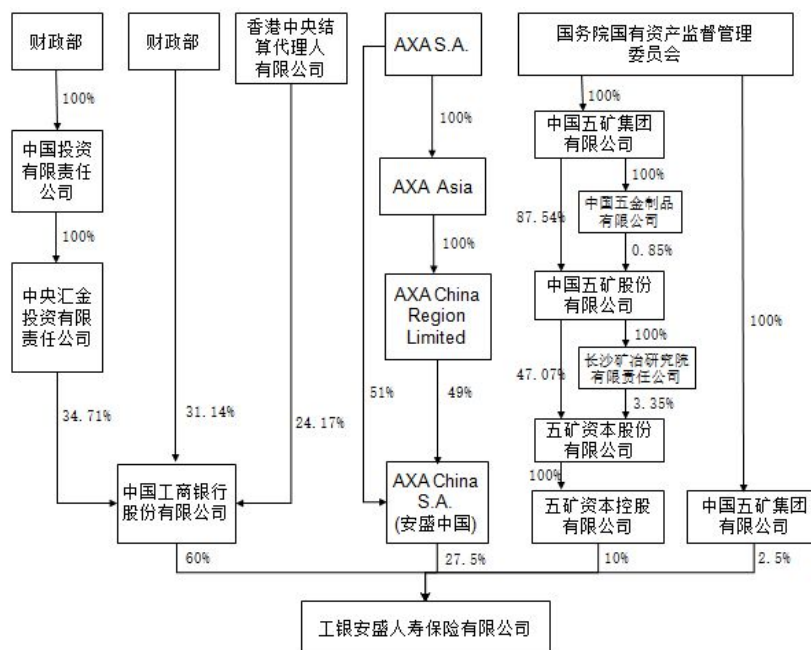 财政部
财政部
香港中央结
算代理人
有限公司
AXA S.A.
国务院国有资产监督管理
委员会
100%
100%
100%
中国投资
有限责任
公司
AXA Asia
中国五矿集团
有限公司
100%
中国五金制品
有限公司
87.54%
100%
100%
0.85%
中央汇金
投资有限
责任公司
AXA China
Region
Limited
中国五矿股份
有限公司
100%
100%
长沙矿冶研究院
有限责任公司
47.07%
34.71%
31.14%
24.17%
51%
49%
3.35%
五矿资本股份
有限公司
100%
中国工商银行
股份有限公司
AXA China
S.A.
(安盛中国)
五矿资本控股
有限公司
中国五矿集团
有限公司
60%
27.5%
10%
2.5%
工银安盛人寿保险有限公司